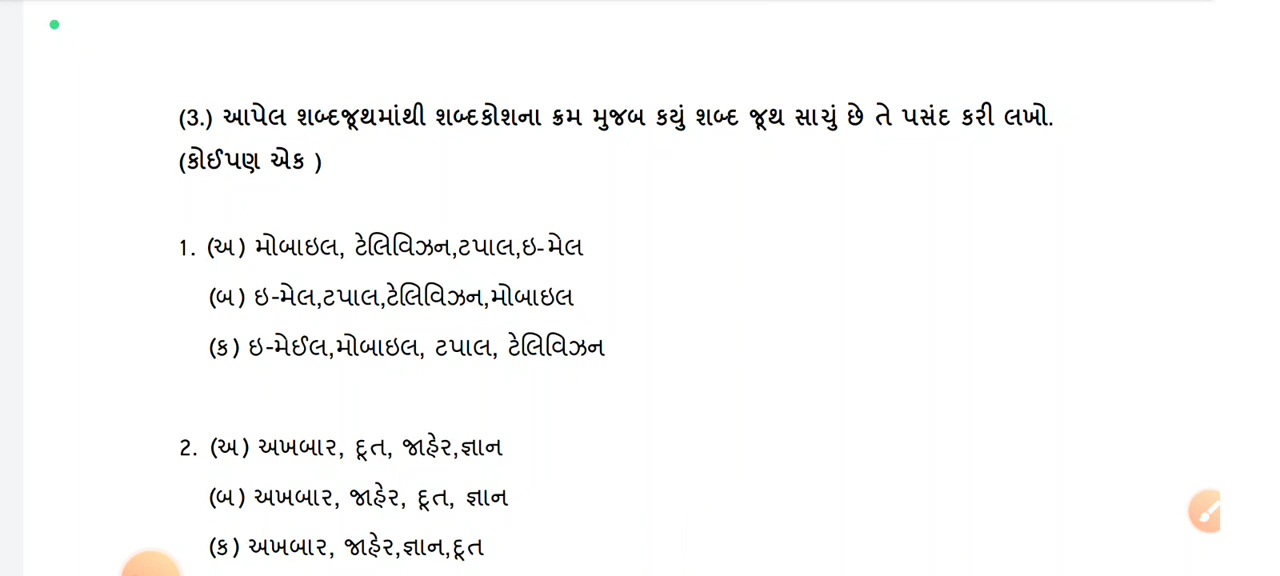 (3.) આપેલ શબ્દજૂથમાંથી શબ્દકોશના ક્રમ મુજબ કયું શબ્દ જૂથ સાચું છે તે પસંદ કરી લખો.
(કોઈપણ એક )
1. (અ) મોબાઇલ, ટેલિવિઝન,ટપાલ,ઇ-મેલ
(બ) ઇ-મેલ,ટપાલ,ટેલિવિઝન,મોબાઇલ
(ક) ઇ-મેઈલ,મોબાઇલ, ટપાલ, ટેલિવિઝન
2. (અ) અખબાર, દૂત, જાહેર,જ્ઞાન
(બ) અખબાર, જાહેર, દૂત, જ્ઞાન
(ક) અખબાર, જાહેર,જ્ઞાન,દૂત